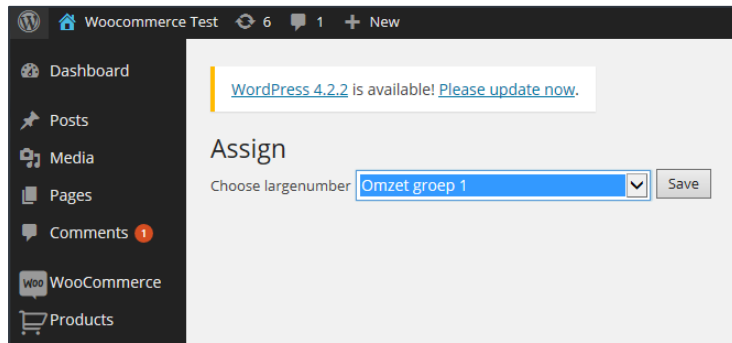 Woocommerce Test 6 1 New
Dashboard
WordPress 4.2.2 is available! Please update now.
Posts
Assign
Media
Choose largenumber Omzet groep 1 Save
Pages
Comments 1
Woo WooCommerce
Products